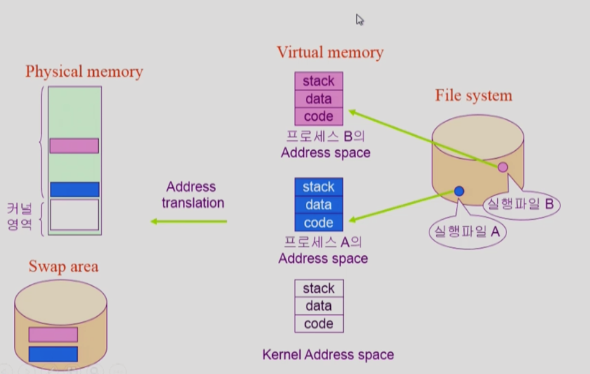 Virtual memory
Physical memory
File system
stack
data
code
프로세스 B의
Address space
실행파일 B
실행파일 A
Address
translation
stack
data
code
프로세스 A의
Address space
커널
영역
Swap area
stack
data
code
Kernel Address space